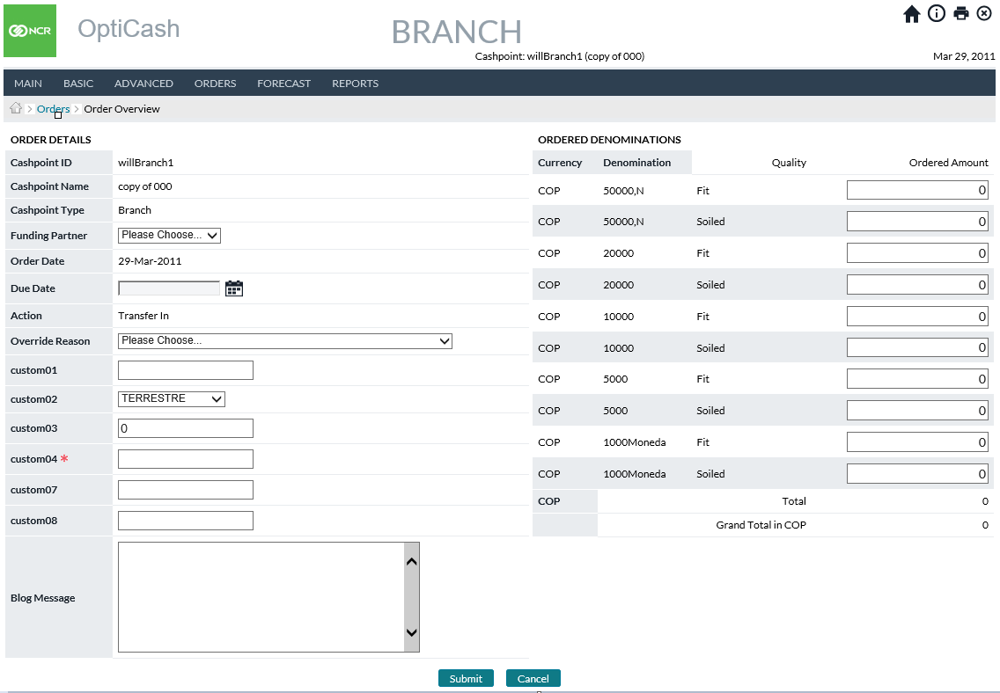 NCR OptiCash BRANCH
Cashpoint: willBranch1 (copy of 000) Mar 29, 2011
MAIN BASIC ADVANCED ORDERS FORECAST REPORTS
> Orders > Order Overview
ORDER DETAILS
Cashpoint ID willBranch1
Cashpoint Name copy of 000
Cashpoint Type Branch
Funding Partner Please Choose...
Order Date 29-Mar-2011
Due Date
Action Transfer In
Override Reason Please Choose...
custom01
custom02 TERRESTRE
custom03 0
custom04 *
custom07
custom08
Blog Message
ORDERED DENOMINATIONS
Currency Denomination Quality Ordered Amount
COP 50000,N Fit 0
COP 50000,N Soiled 0
COP 20000 Fit 0
COP 20000 Soiled 0
COP 10000 Fit 0
COP 10000 Soiled 0
COP 5000 Fit 0
COP 5000 Soiled 0
COP 1000Moneda Fit 0
COP 1000Moneda Soiled 0
COP Total 0
Grand Total in COP 0
Submit Cancel